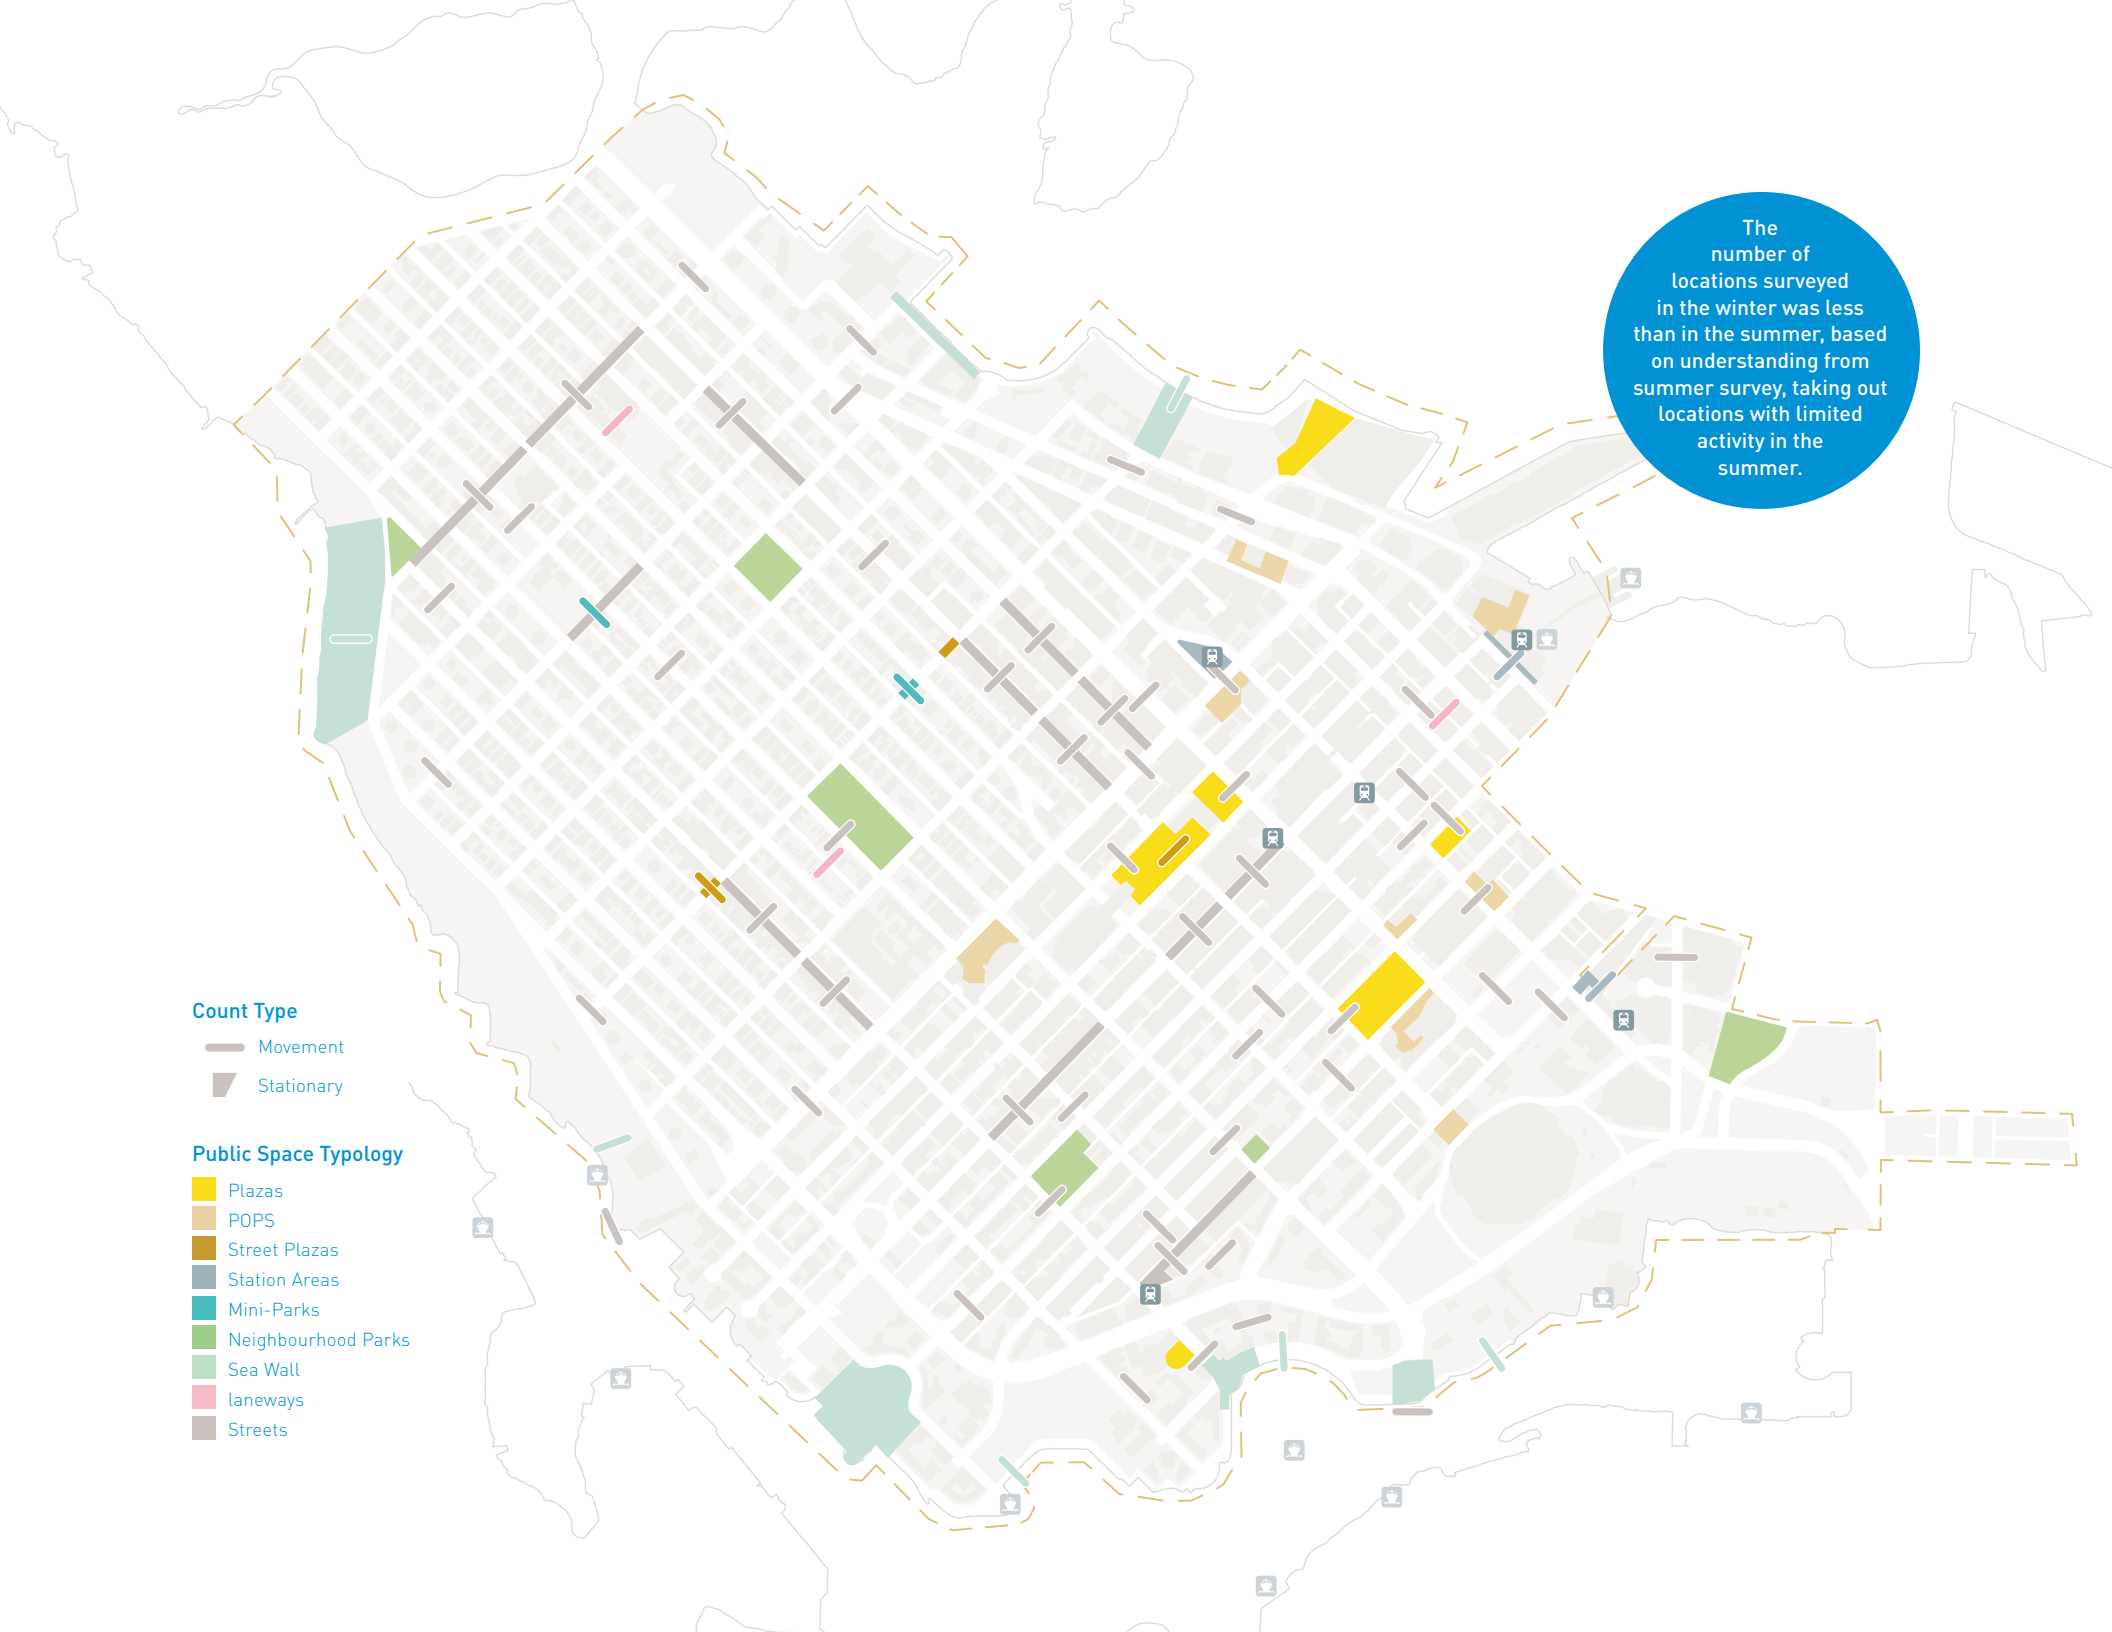 The
number of
locations surveyed
in the winter was less
than in the summer, based
on understanding from
summer survey, taking out
locations with limited
activity in the
summer.
Count Type
Movement
Stationary
Public Space Typology
Plazas
POPS
Street Plazas
Station Areas
Mini-Parks
Neighbourhood Parks
Sea Wall
laneways
Streets